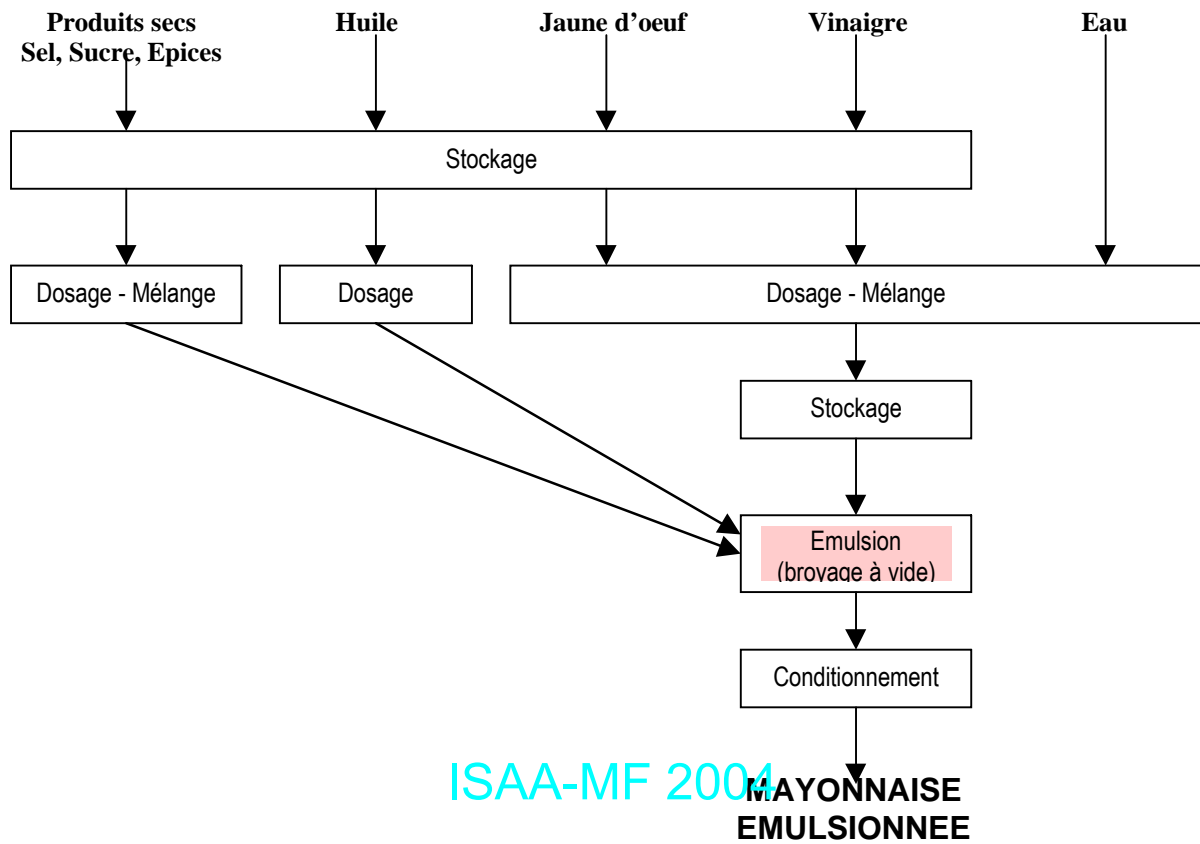 Produits secs
Sel, Sucre, Epices
Huile
Jaune d'oeuf
Vinaigre
Eau
Stockage
Dosage - Mélange
Dosage
Dosage - Mélange
Stockage
Emulsion
(broyage à vide)
Conditionnement
ISAA-MF 2004
MAYONNAISE
EMULSIONNEE